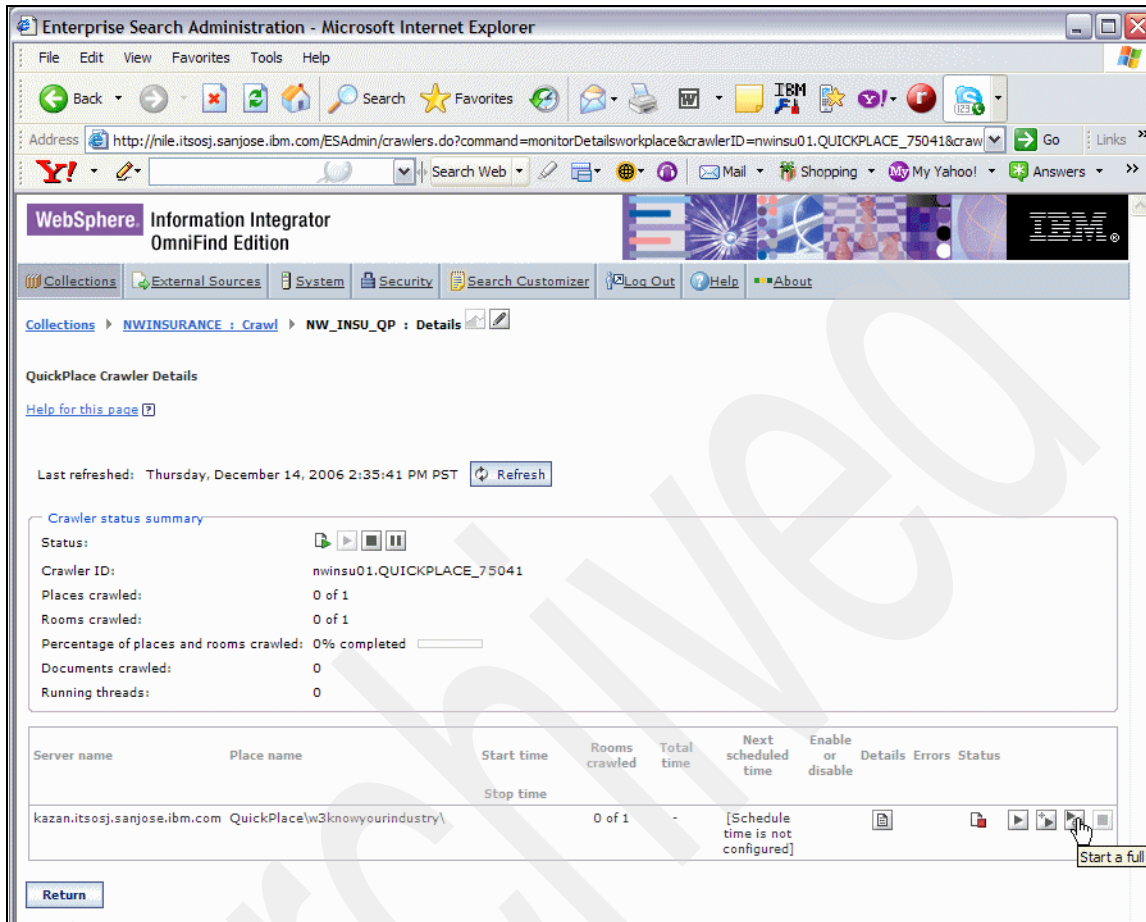 Enterprise Search Administration - Microsoft Internet Explorer
File Edit View Favorites Tools Help
Back Search Favorites IBM 123
Address http://nile.itsosj.sanjose.ibm.com/ESAdmin/crawlers.do?command=monitorDetailsworkplace&crawlerID=nwinsu01.QUICKPLACE_75041&craw Go Links »
Y! Search Web Mail My Shopping My Yahoo! Answers »
WebSphere. Information Integrator
OmniFind Edition
IBM®
Collections External Sources System Security Search Customizer Log Out Help About
Collections NWINSURANCE : Crawl NW_INSU_QP : Details
QuickPlace Crawler Details
Help for this page ?
Last refreshed: Thursday, December 14, 2006 2:35:41 PM PST Refresh
Crawler status summary
Status:
Crawler ID: nwinsu01.QUICKPLACE_75041
Places crawled: 0 of 1
Rooms crawled: 0 of 1
Percentage of places and rooms crawled: 0% completed
Documents crawled: 0
Running threads: 0
Server name Place name Start time Rooms crawled Total time Next scheduled time Enable or disable Details Errors Status
Stop time
kazan.itsosj.sanjose.ibm.com QuickPlace\w3knowyourindustry\ 0 of 1 - [Schedule time is not configured]
Start a full
Return
Archived